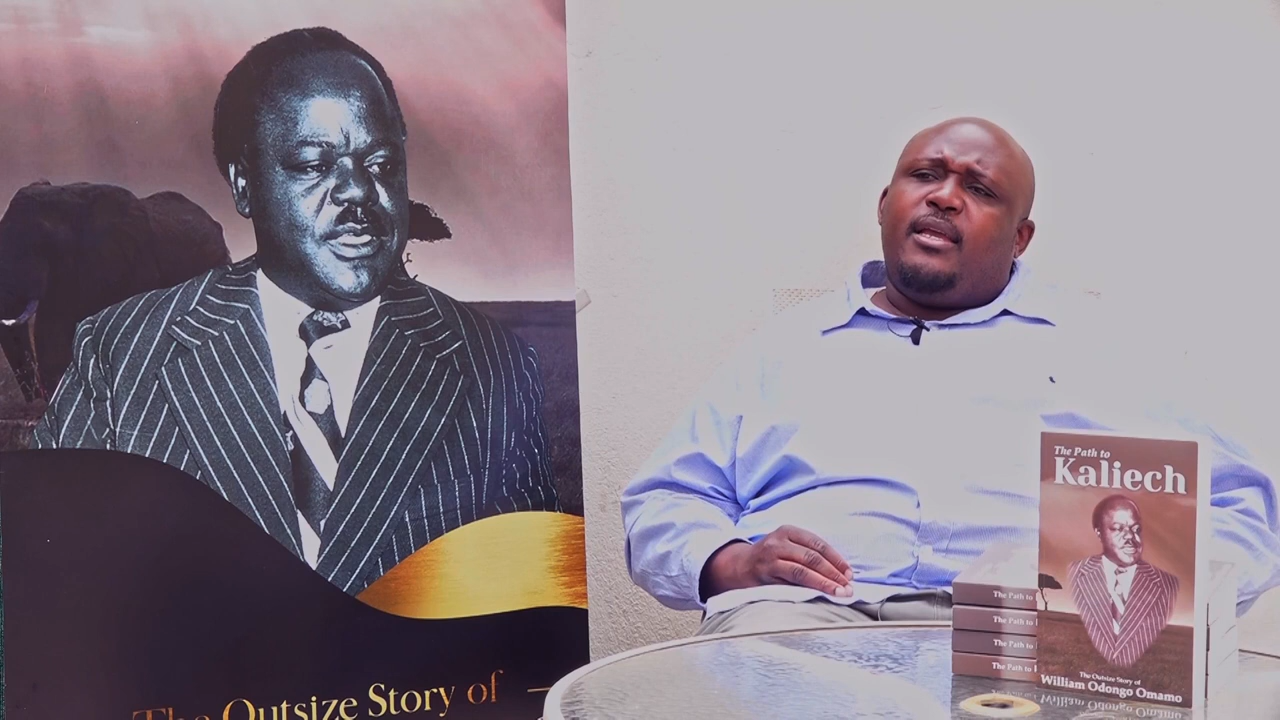 The Outsize Story of
The Path to
Kaliech
The Outsize Story of
William Odongo Omamo
The Path to
The Path to
The Path to
The Path to